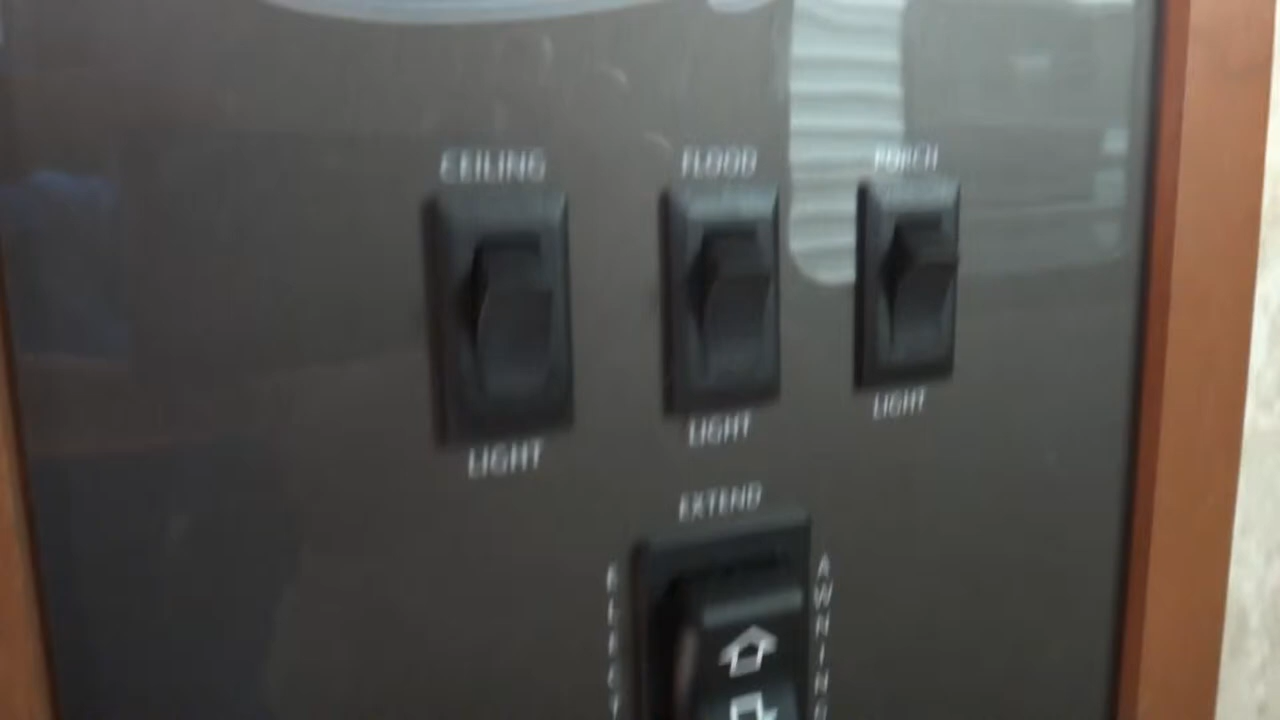 CEILING
FLOOD
PORCH
LIGHT
LIGHT
LIGHT
EXTEND
AWNING